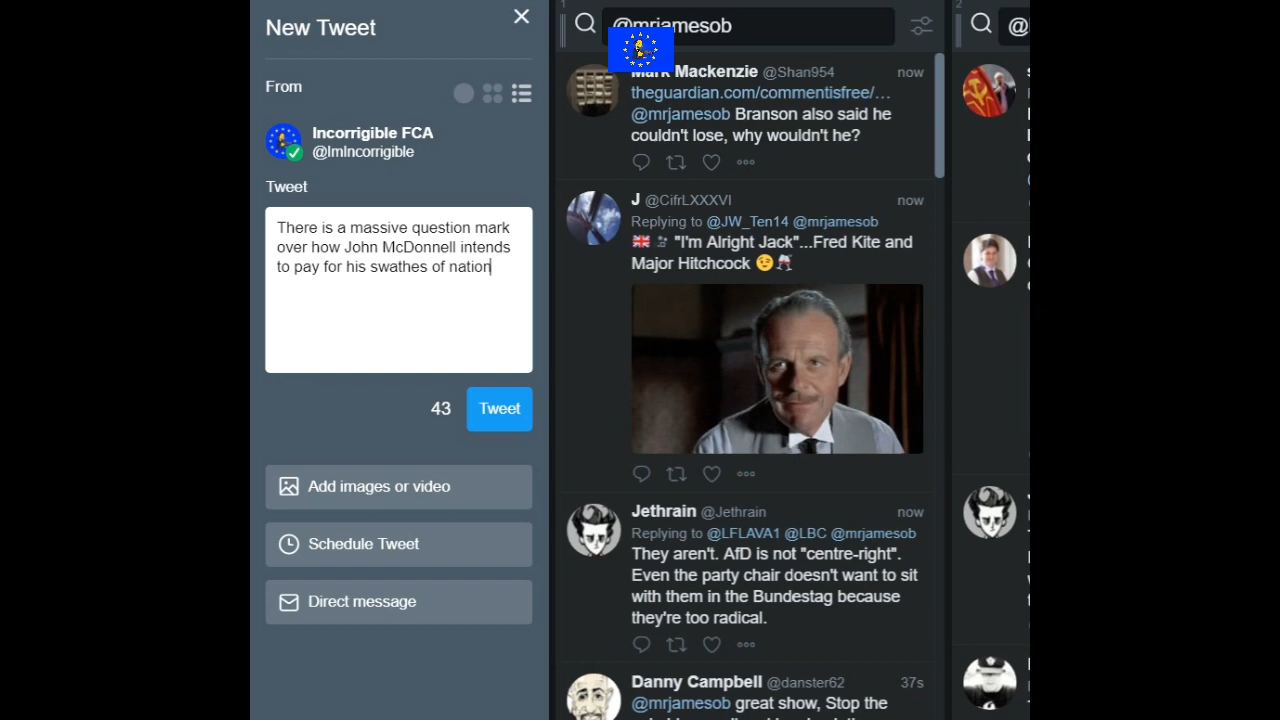 New Tweet
From
Incorrigible FCA
@ImIncorrigible
Tweet
There is a massive question mark
over how John McDonnell intends
to pay for his swathes of nation
43
Tweet
Add images or video
Schedule Tweet
Direct message
1
@mrjamesob
Mark Mackenzie @Shan954 now
theguardian.com/commentisfree/…
@mrjamesob Branson also said he
couldn't lose, why wouldn't he?
J @CifrLXXXVI now
Replying to @JW_Ten14 @mrjamesob
"I'm Alright Jack"...Fred Kite and
Major Hitchcock 😉🍷
Jethrain @Jethrain now
Replying to @LFLAVA1 @LBC @mrjamesob
They aren't. AfD is not "centre-right".
Even the party chair doesn't want to sit
with them in the Bundestag because
they're too radical.
Danny Campbell @danster62 37s
@mrjamesob great show, Stop the
2
@